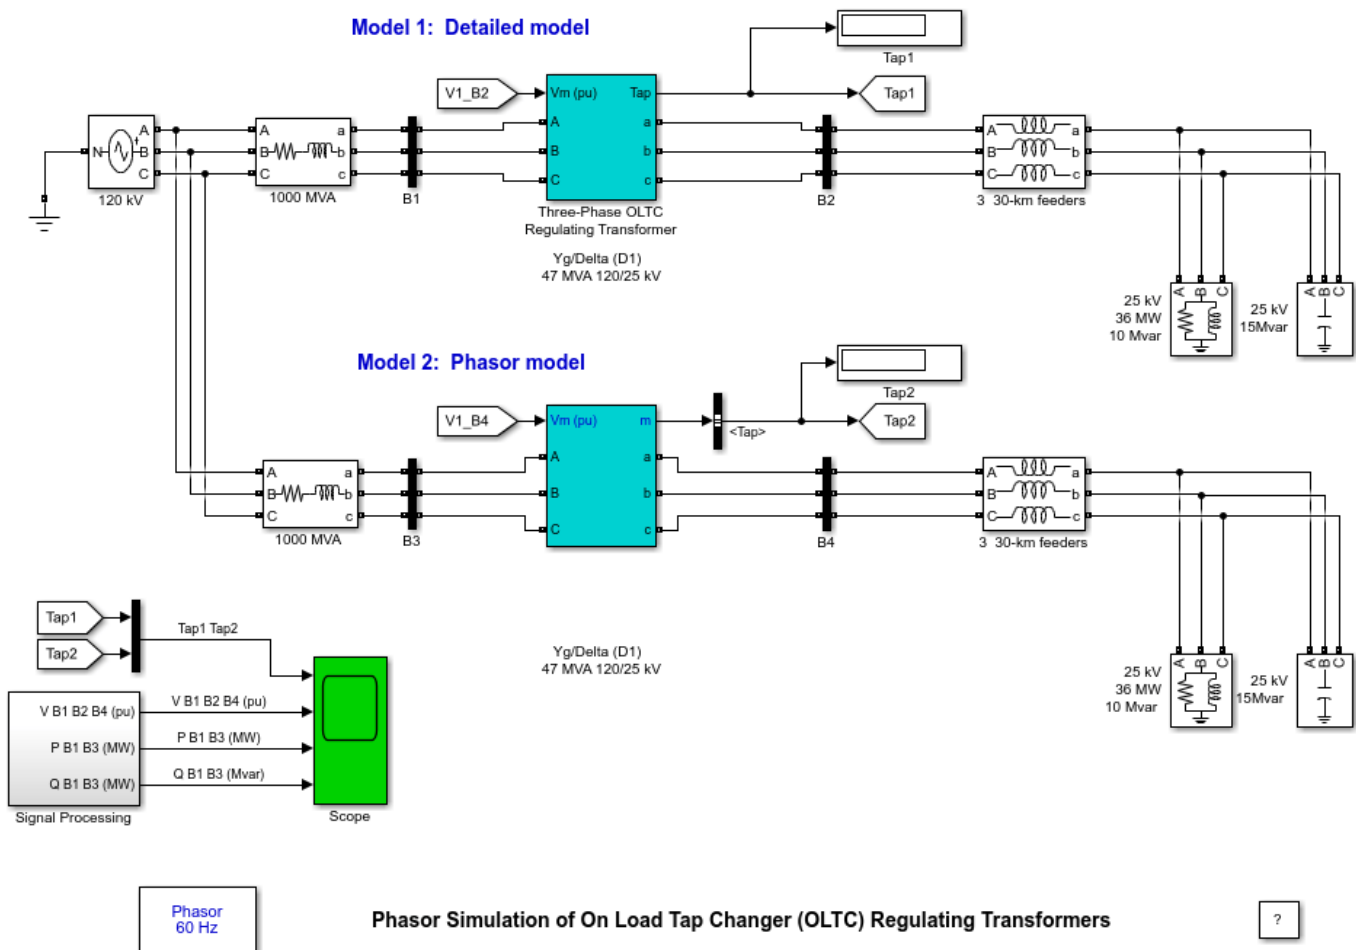 Model 1:  Detailed model
Tap1
V1_B2
Vm (pu)
Tap
Tap1
A
B
C
N
120 kV
A
B
C
a
b
c
1000 MVA
B1
A
B
C
a
b
c
Three-Phase OLTC
Regulating Transformer
Yg/Delta (D1)
47 MVA 120/25 kV
B2
A
B
C
a
b
c
3  30-km feeders
25 kV
36 MW
10 Mvar
A
B
C
25 kV
15Mvar
A
B
C
Model 2:  Phasor model
Tap2
V1_B4
Vm (pu)
m
<Tap>
Tap2
A
B
C
a
b
c
1000 MVA
B3
A
B
C
a
b
c
B4
A
B
C
a
b
c
3  30-km feeders
Yg/Delta (D1)
47 MVA 120/25 kV
25 kV
36 MW
10 Mvar
A
B
C
25 kV
15Mvar
A
B
C
Tap1
Tap2
Tap1 Tap2
V B1 B2 B4 (pu)
V B1 B2 B4 (pu)
P B1 B3 (MW)
P B1 B3 (MW)
Q B1 B3 (MW)
Q B1 B3 (Mvar)
Signal Processing
Scope
Phasor
60 Hz
Phasor Simulation of On Load Tap Changer (OLTC) Regulating Transformers
?